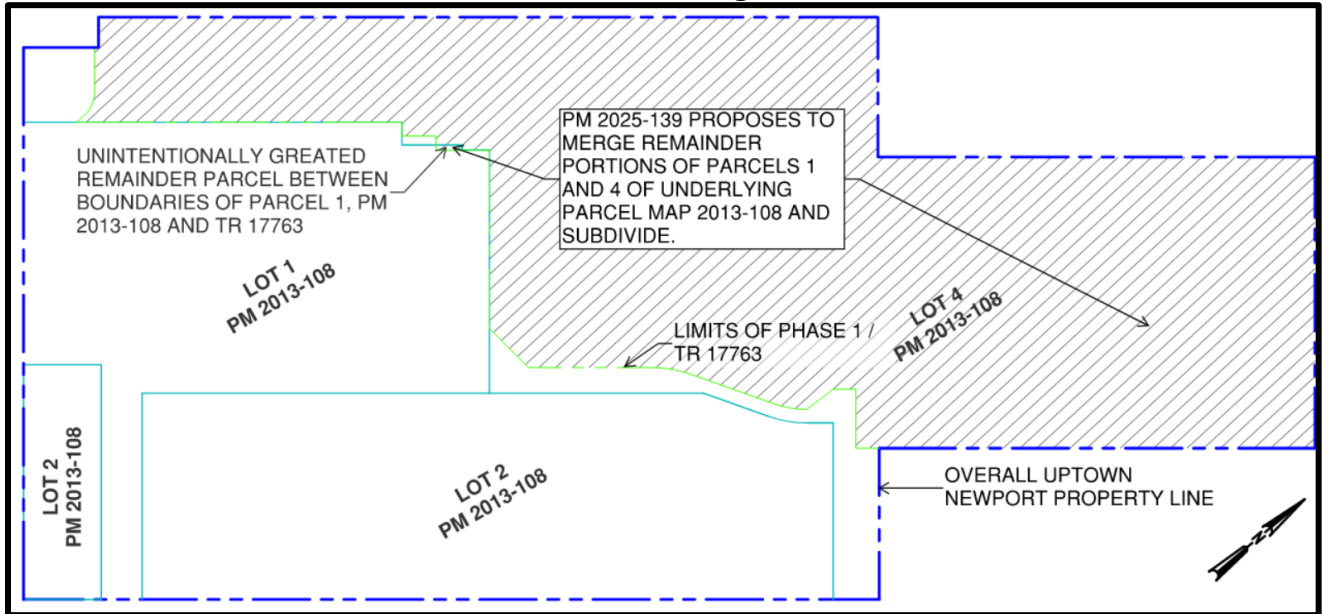 PM 2025-139 PROPOSES TO
MERGE REMAINDER
PORTIONS OF PARCELS 1
AND 4 OF UNDERLYING
PARCEL MAP 2013-108 AND
SUBDIVIDE.
UNINTENTIONALLY GREATED
REMAINDER PARCEL BETWEEN
BOUNDARIES OF PARCEL 1, PM
2013-108 AND TR 17763
LOT 1
PM 2013-108
LOT 4
PM 2013-108
LIMITS OF PHASE 1 /
TR 17763
LOT 2
PM 2013-108
LOT 2
PM 2013-108
OVERALL UPTOWN
NEWPORT PROPERTY LINE
N